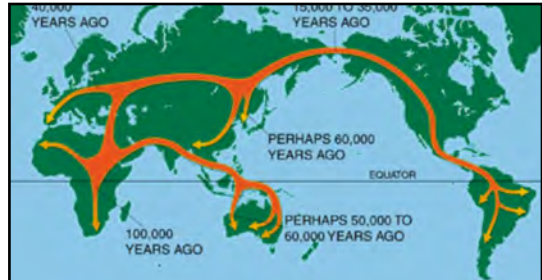 40,000
YEARS AGO
15,000 TO 35,000
YEARS AGO
PERHAPS 60,000
YEARS AGO
EQUATOR
100,000
YEARS AGO
PERHAPS 50,000 TO
60,000 YEARS AGO